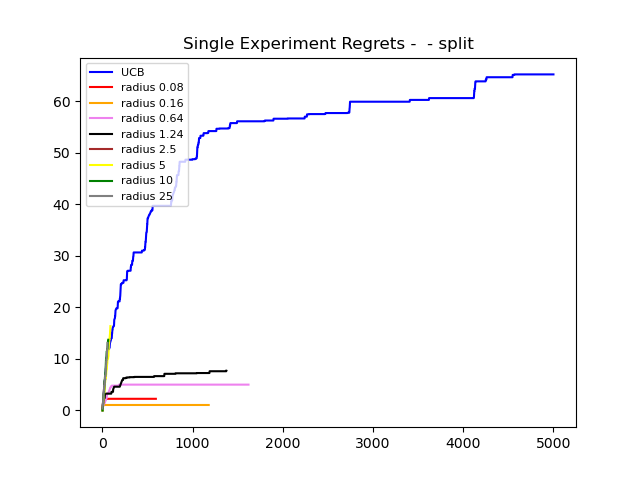 Single Experiment Regrets -  - split
UCB
radius 0.08
radius 0.16
radius 0.64
radius 1.24
radius 2.5
radius 5
radius 10
radius 25
60
50
40
30
20
10
0
0 1000 2000 3000 4000 5000